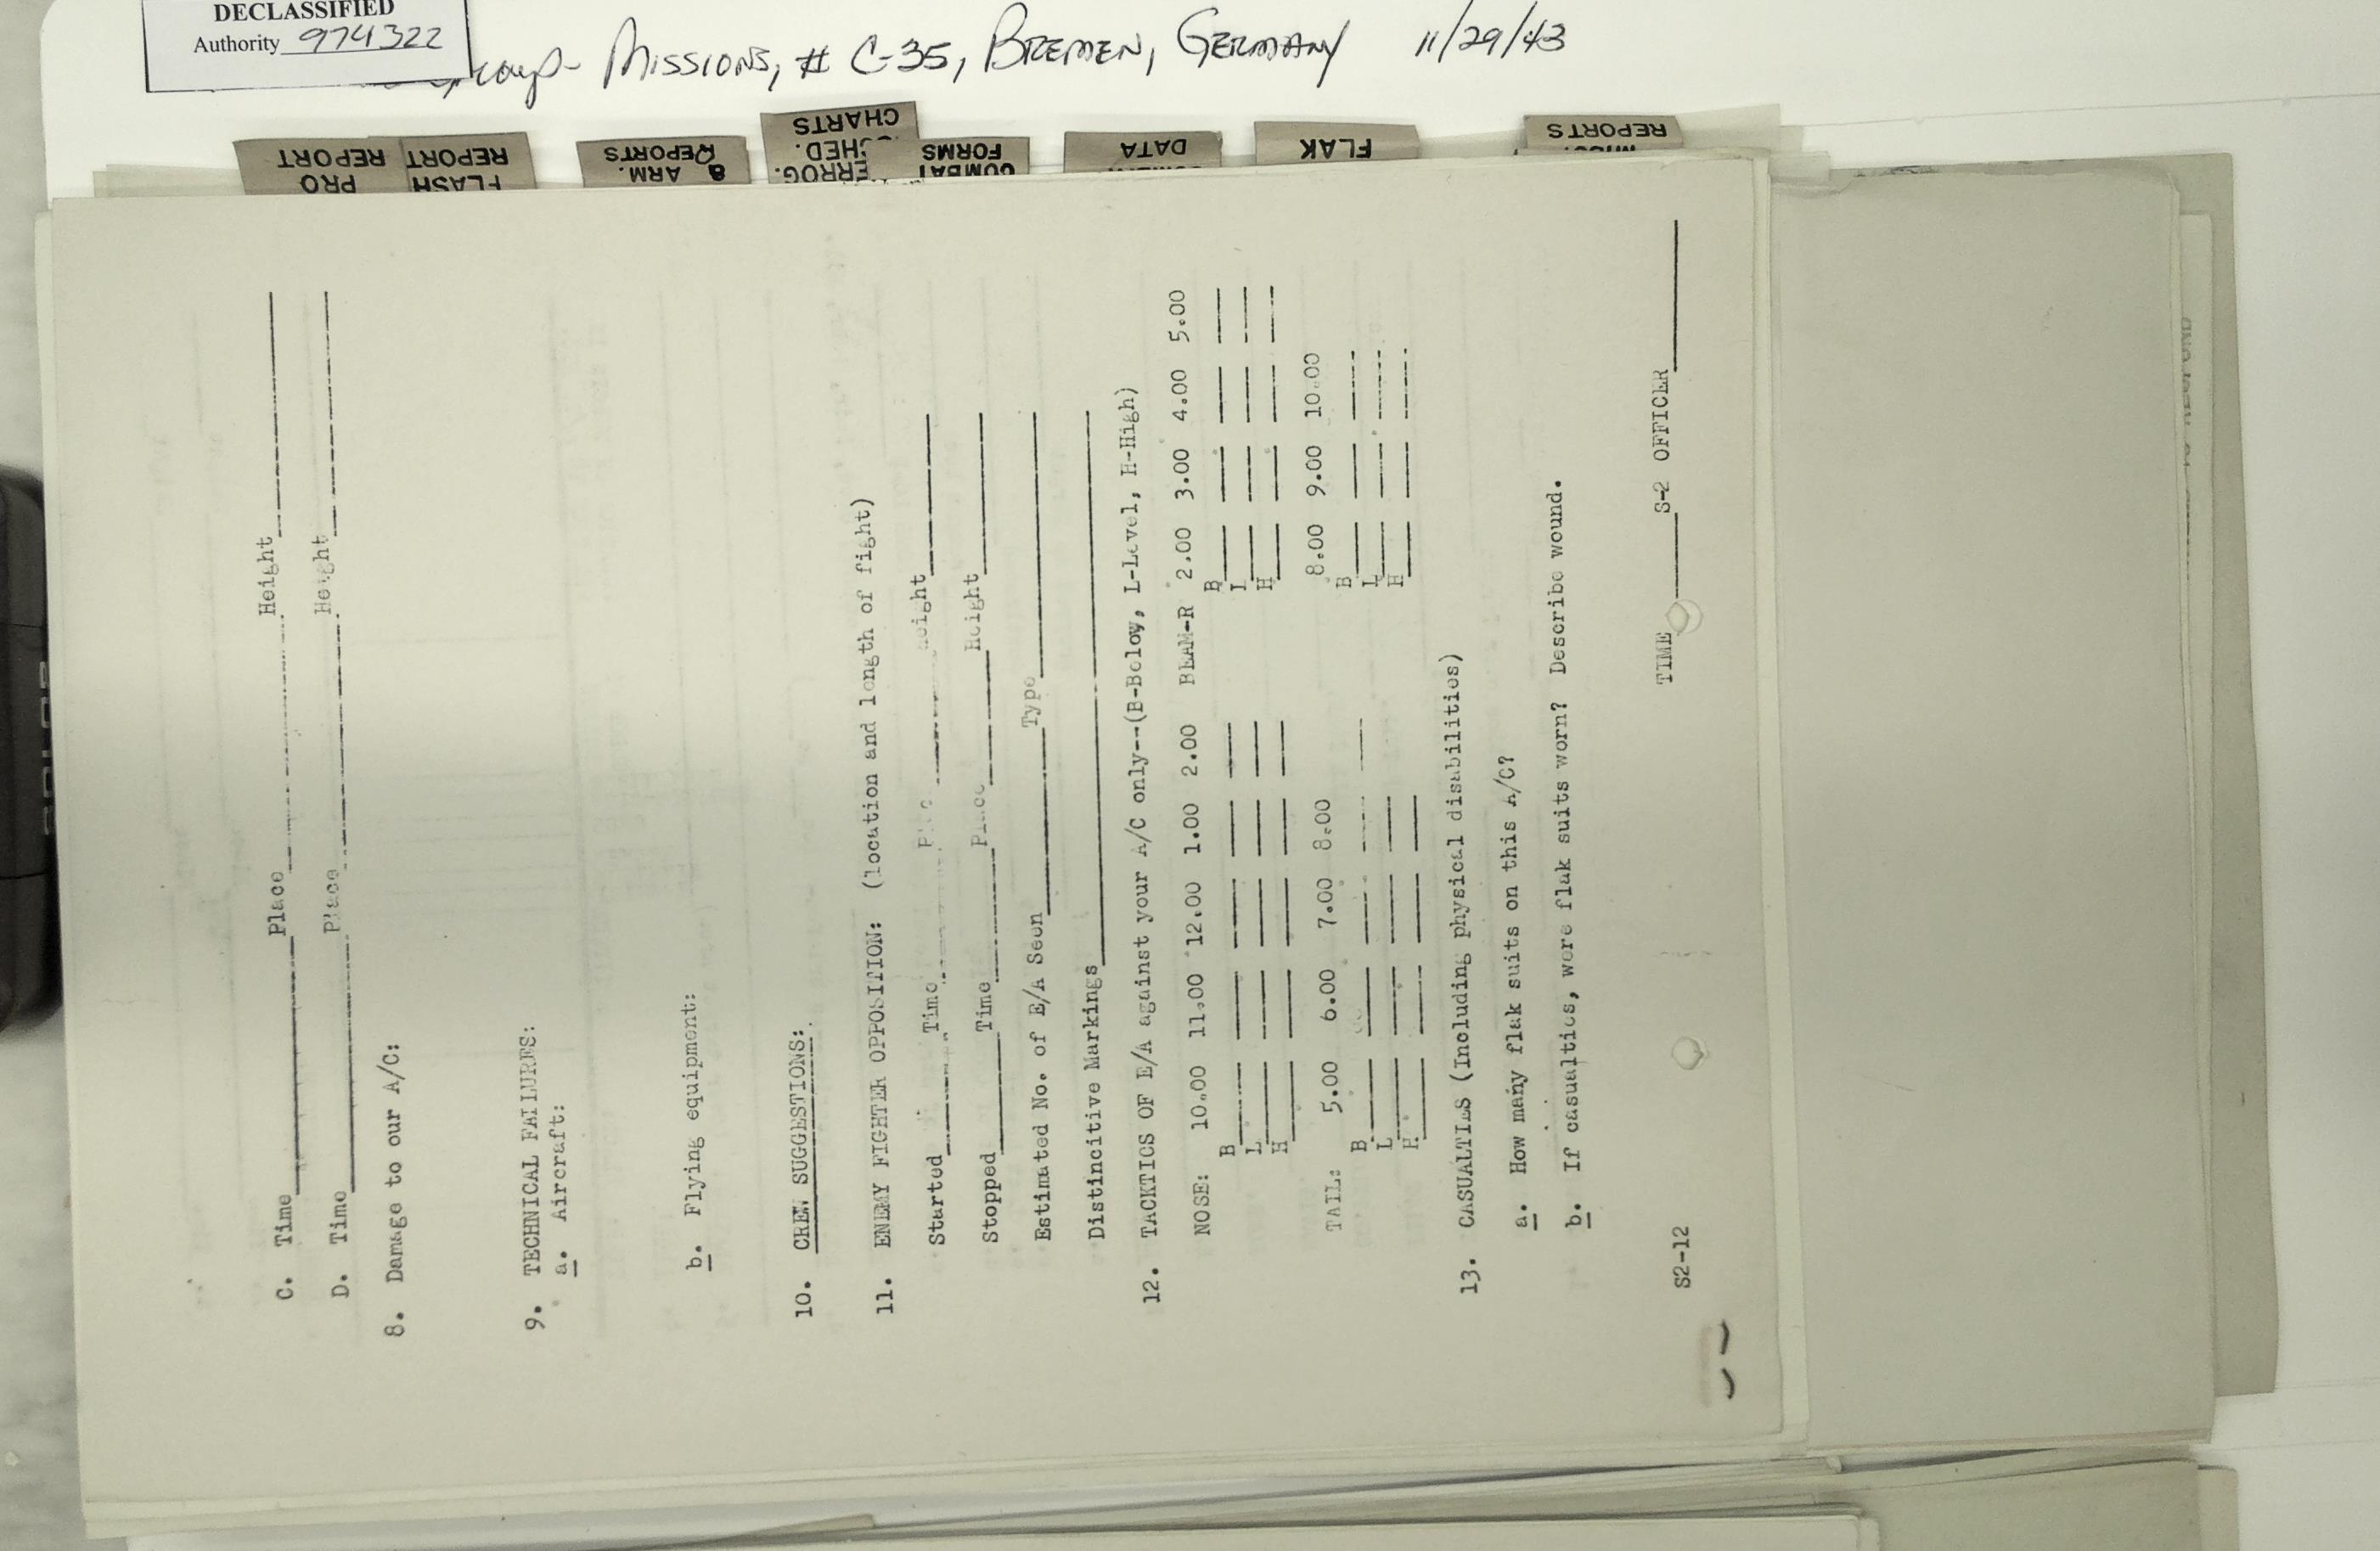 DECLASSIFIED
Authority 974322
Group- Missions, # C-35, Bremen, Germany 11/29/43
PRO
REPORT
FLASH
REPORT
ARM.
REPORTS
ERROG.
CHARTS
COMBAT
FORMS
DATA
FLAK
REPORTS
C. Time Place Height
D. Time Place Height
8. Damage to our A/C:
9. TECHNICAL FAILURES:
a. Aircraft:
b. Flying equipment:
10. CREW SUGGESTIONS:
11. ENEMY FIGHTER OPPOSITION: (location and length of fight)
Started Time Place Height
Stopped Time Place Height
Estimated No. of E/A Seen Type
Distincitive Markings
12. TACKTICS OF E/A against your A/C only--(B-Below, L-Level, H-High)
NOSE: 10.00 11.00 12.00 1.00 2.00 BEAM-R 2.00 3.00 4.00 5.00
B B
L L
H H
TAIL: 5.00 6.00 7.00 8.00 8.00 9.00 10.00
B B
L L
H H
13. CASUALTIES (Including physical disabilities)
a. How many flak suits on this A/C?
b. If casualties, were flak suits worn? Describe wound.
TIME S-2 OFFICER
S2-12